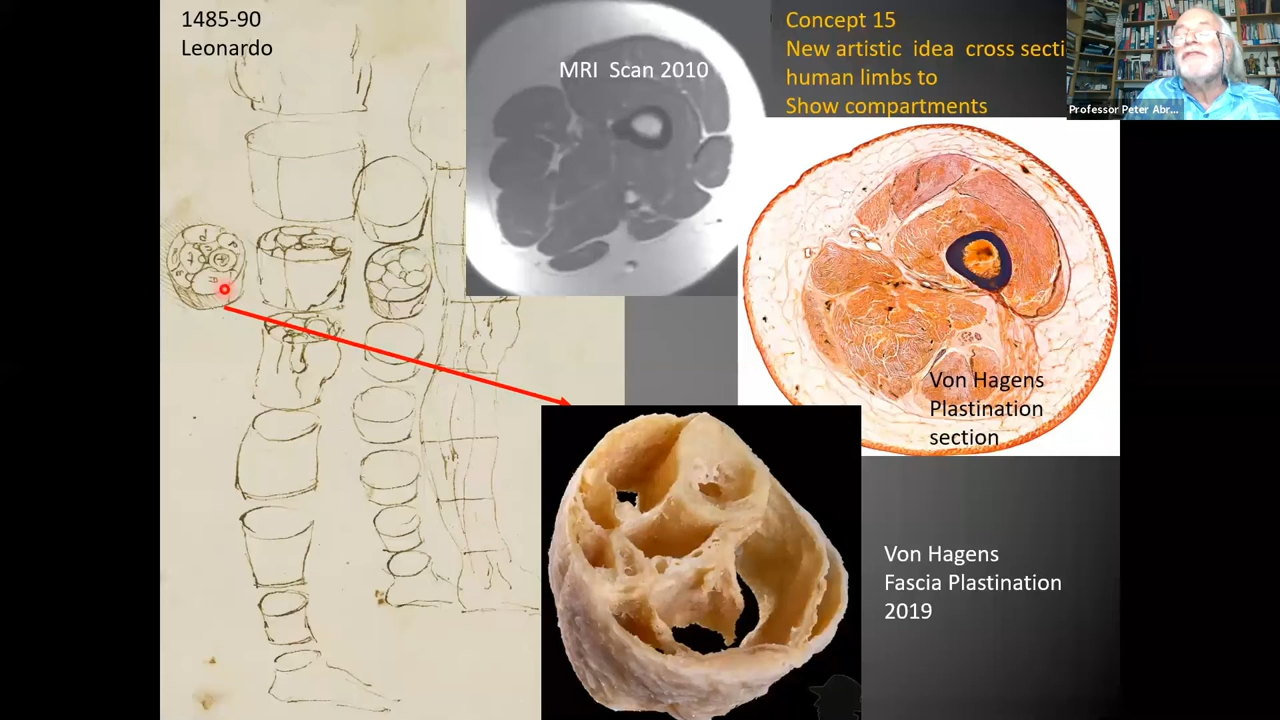 1485-90
Leonardo
MRI Scan 2010
Concept 15
New artistic idea cross secti
human limbs to
Show compartments
Professor Peter Abr...
Von Hagens
Plastination
section
Von Hagens
Fascia Plastination
2019